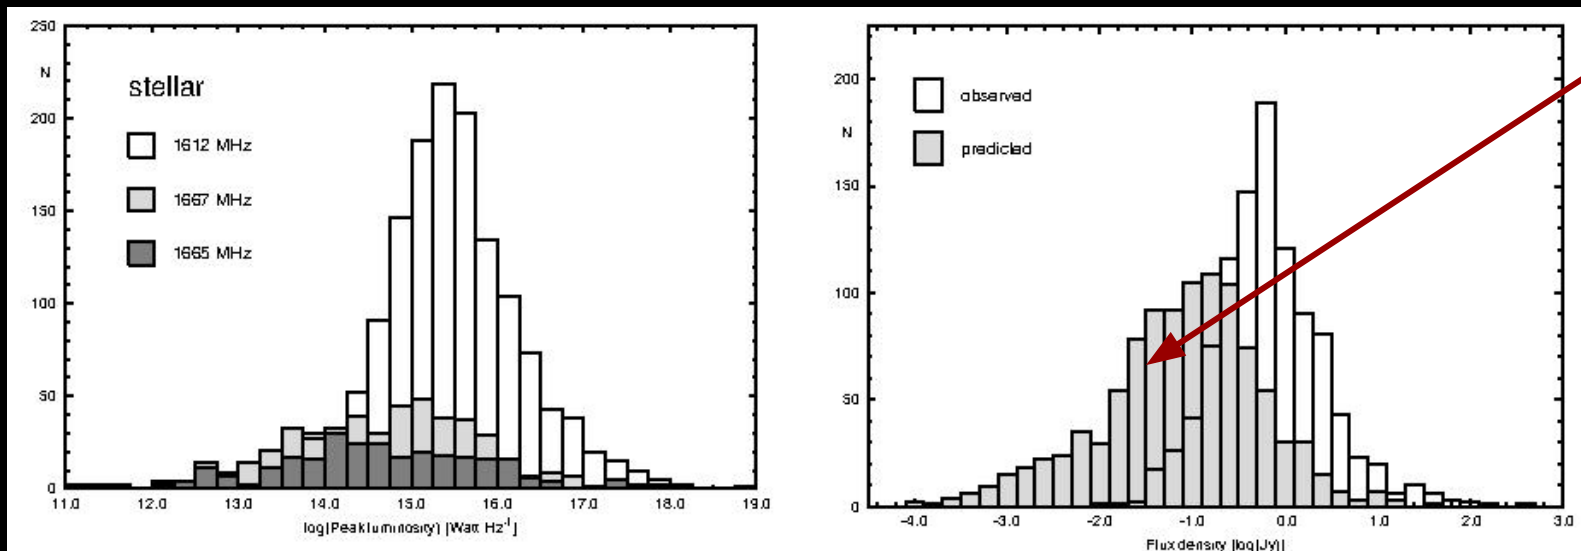 250
N
stellar
200
1612 MHz
1667 MHz
150
1665 MHz
100
50
0
11.0 12.0 13.0 14.0 15.0 16.0 17.0 18.0 19.0
log(Peak luminosity) [Watt Hz-1]
200
observed
N
predicted
150
100
50
0
-4.0 -3.0 -2.0 -1.0 0.0 1.0 2.0 3.0
Flux density [log(Jy)]